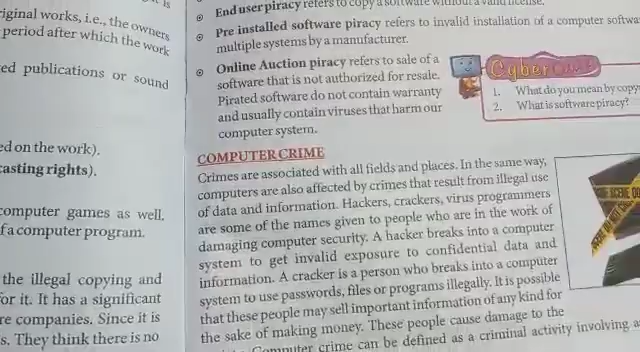 iginal works, i.e., the owners
period after which the work
ed publications or sound
ed on the work).
asting rights).
computer games as well.
f a computer program.
the illegal copying and
for it. It has a significant
re companies. Since it is
s. They think there is no
End user piracy refers to copy a software without a valid license.
Pre installed software piracy refers to invalid installation of a computer softwa
multiple systems by a manufacturer.
Online Auction piracy refers to sale of a
software that is not authorized for resale.
Pirated software do not contain warranty
and usually contain viruses that harm our
computer system.
1. What do you mean by copy
2. What is software piracy?
COMPUTER CRIME
Crimes are associated with all fields and places. In the same way,
computers are also affected by crimes that result from illegal use
of data and information. Hackers, crackers, virus programmers
are some of the names given to people who are in the work of
damaging computer security. A hacker breaks into a computer
system to get invalid exposure to confidential data and
information. A cracker is a person who breaks into a computer
system to use passwords, files or programs illegally. It is possible
that these people may sell important information of any kind for
the sake of making money. These people cause damage to the
Computer crime can be defined as a criminal activity involving a
SCENE DO